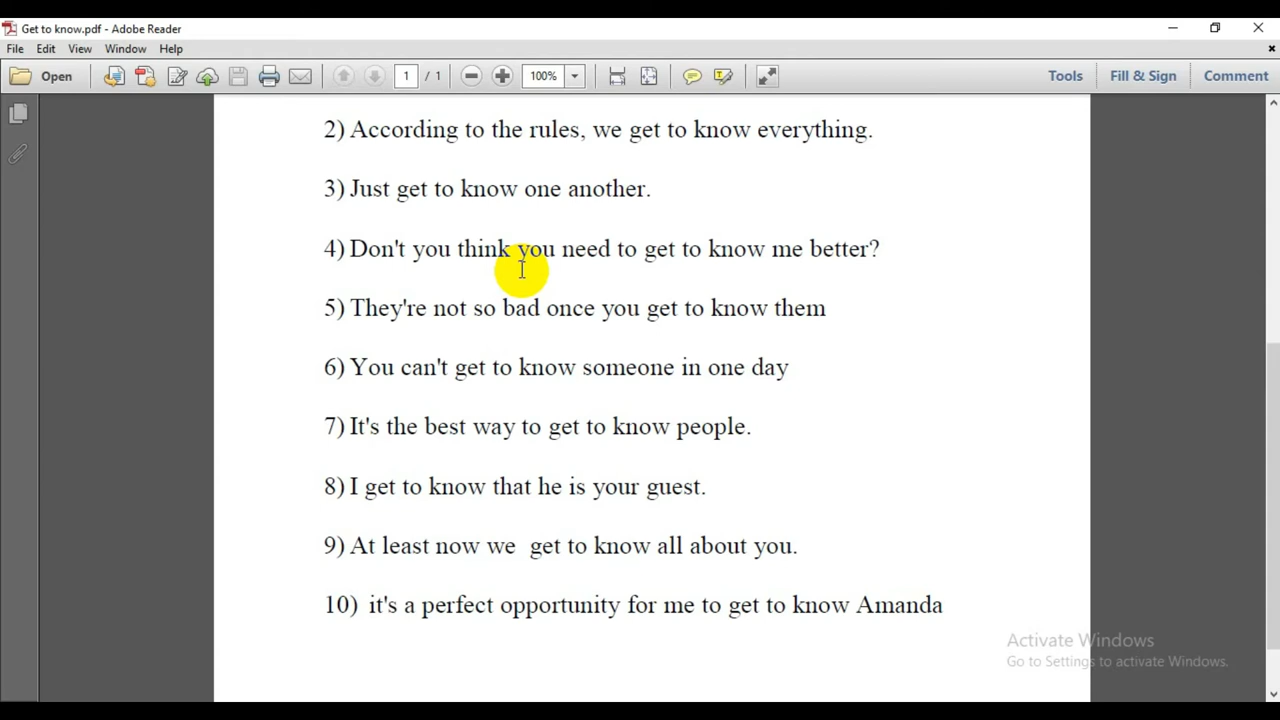 Get to know.pdf - Adobe Reader
File Edit View Window Help
Open 1 / 1 100% Tools Fill & Sign Comment
2) According to the rules, we get to know everything.
3) Just get to know one another.
4) Don't you think you need to get to know me better?
5) They're not so bad once you get to know them
6) You can't get to know someone in one day
7) It's the best way to get to know people.
8) I get to know that he is your guest.
9) At least now we  get to know all about you.
10)  it's a perfect opportunity for me to get to know Amanda
Activate Windows
Go to Settings to activate Windows.